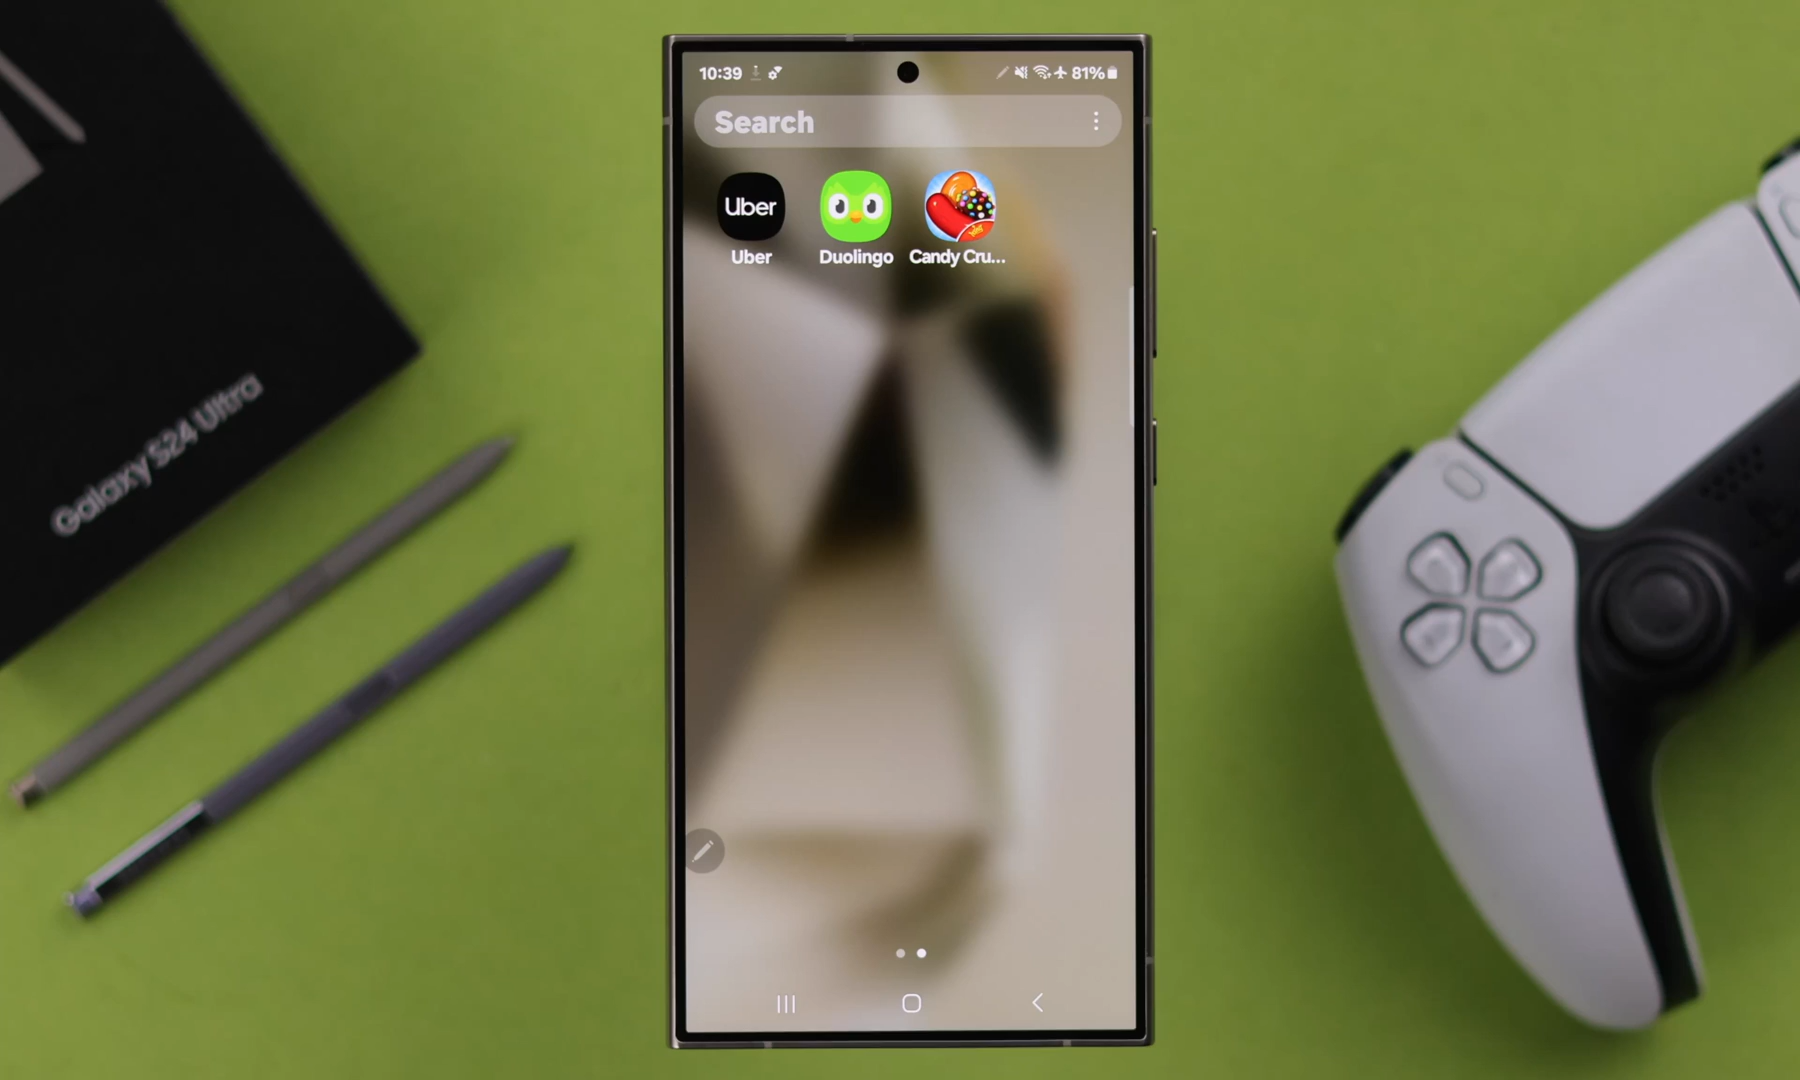 10:39
81%
Search
Uber
Uber
Duolingo
Candy Cru...
Galaxy S24 Ultra